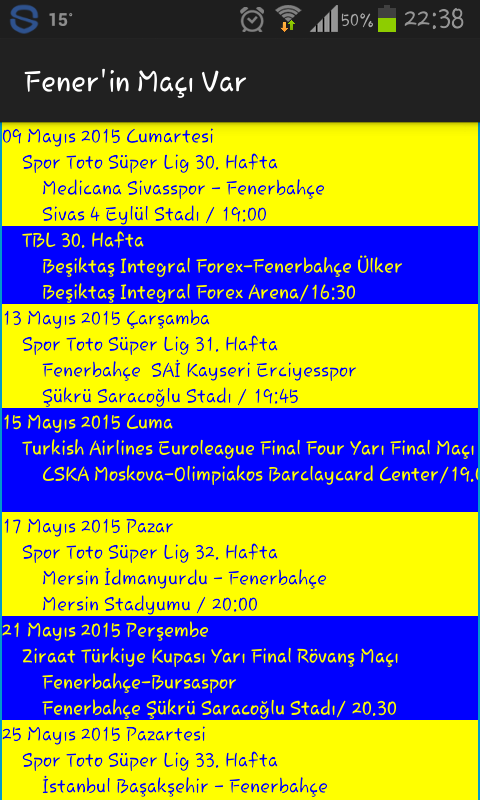 15°
50%
22:38
Fener'in Maçı Var
09 Mayıs 2015 Cumartesi
Spor Toto Süper Lig 30. Hafta
Medicana Sivasspor - Fenerbahçe
Sivas 4 Eylül Stadı / 19:00
TBL 30. Hafta
Beşiktaş Integral Forex-Fenerbahçe Ülker
Beşiktaş Integral Forex Arena/16:30
13 Mayıs 2015 Çarşamba
Spor Toto Süper Lig 31. Hafta
Fenerbahçe SAİ Kayseri Erciyesspor
Şükrü Saracoğlu Stadı / 19:45
15 Mayıs 2015 Cuma
Turkish Airlines Euroleague Final Four Yarı Final Maçı
CSKA Moskova-Olimpiakos Barclaycard Center/19.0
17 Mayıs 2015 Pazar
Spor Toto Süper Lig 32. Hafta
Mersin İdmanyurdu - Fenerbahçe
Mersin Stadyumu / 20:00
21 Mayıs 2015 Perşembe
Ziraat Türkiye Kupası Yarı Final Rövanş Maçı
Fenerbahçe-Bursaspor
Fenerbahçe Şükrü Saracoğlu Stadı/ 20.30
25 Mayıs 2015 Pazartesi
Spor Toto Süper Lig 33. Hafta
İstanbul Başakşehir - Fenerbahçe